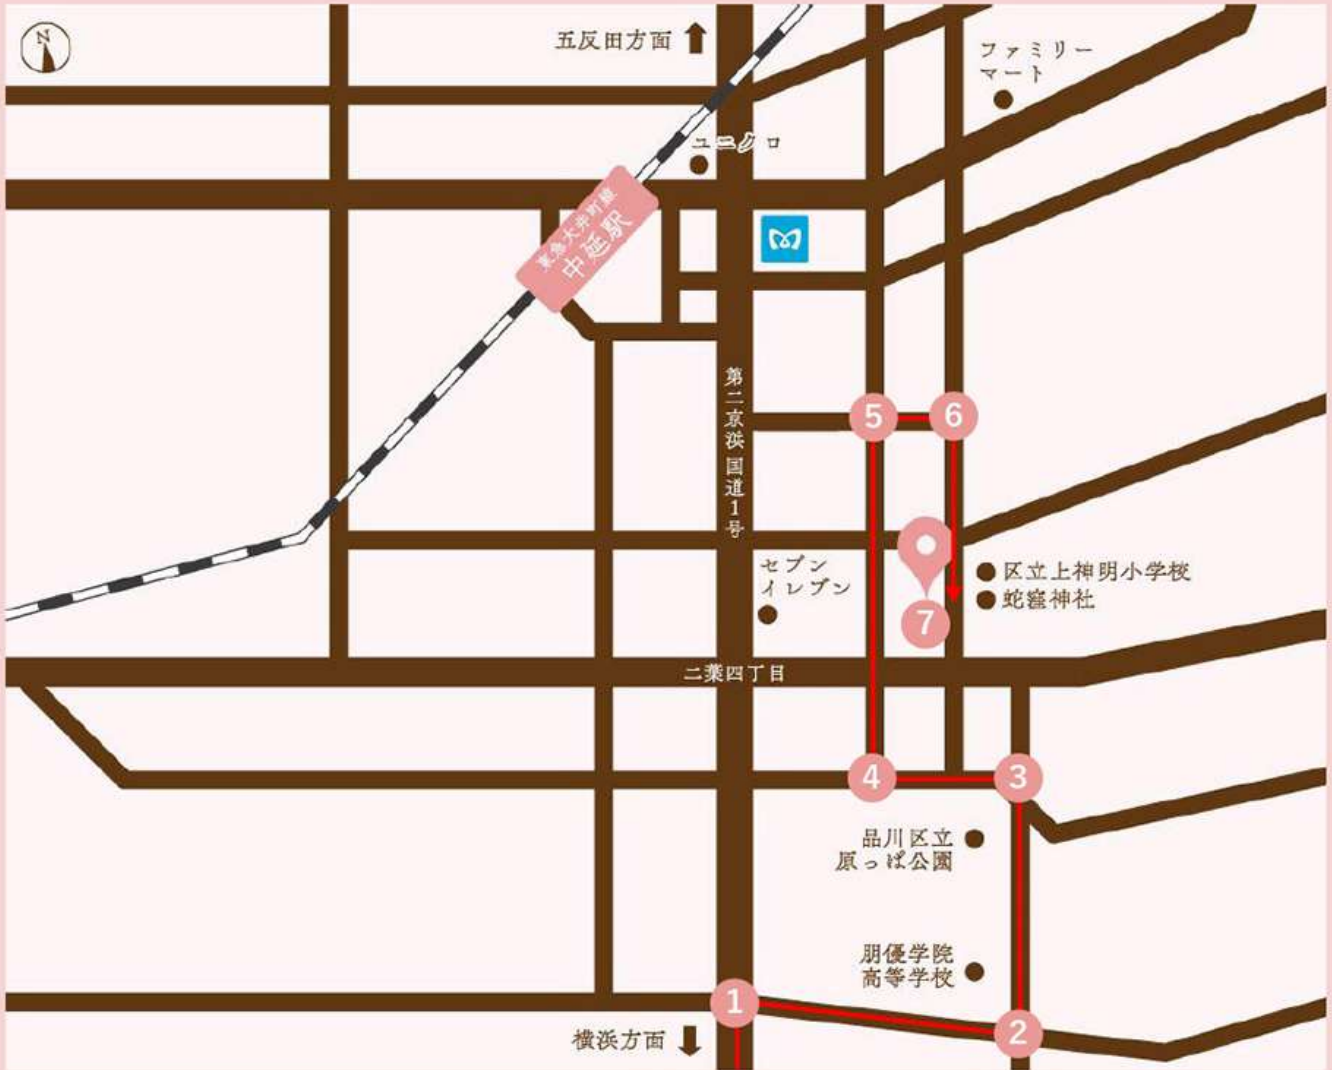 N
五反田方面
ファミリー
マート
ユニクロ
東急大井町線
中延駅
第二京浜 国道1号
5
6
セブン
イレブン
区立上神明小学校
蛇窪神社
7
二葉四丁目
4
3
品川区立
原っぱ公園
朋優学院
高等学校
1
2
横浜方面